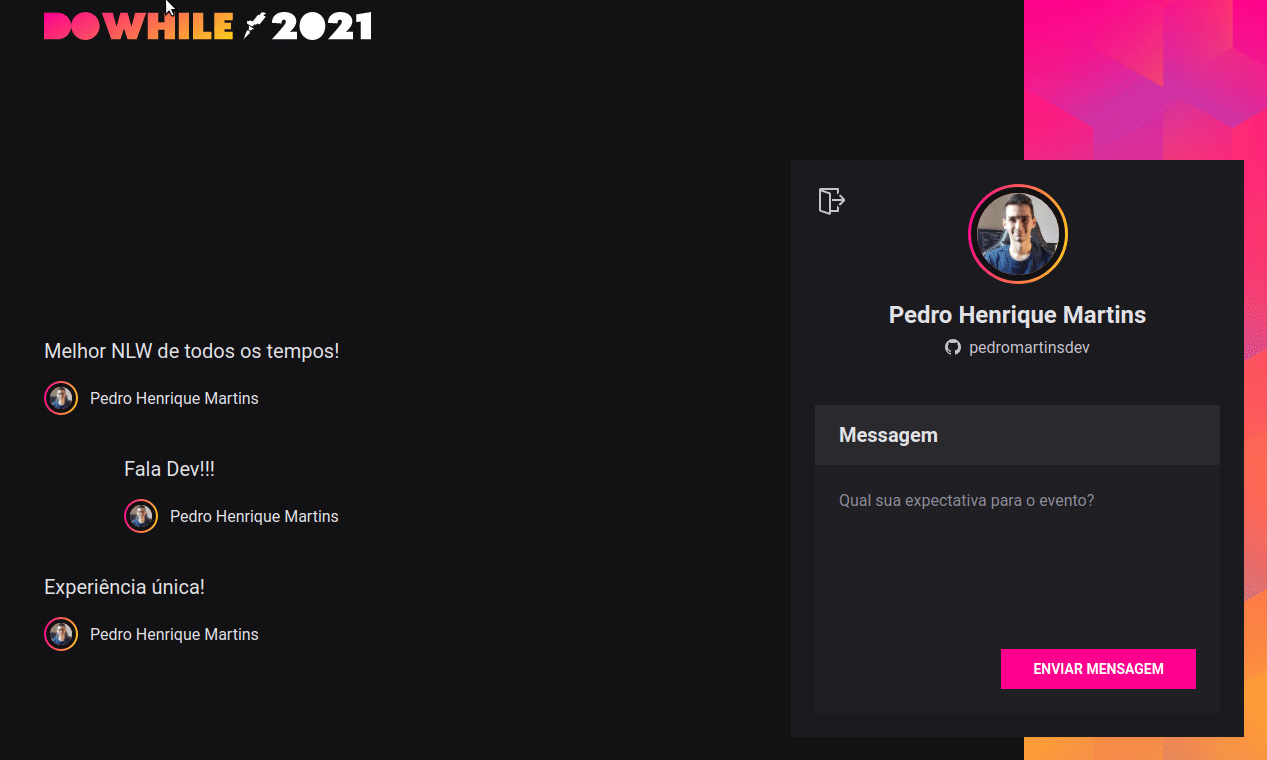 DOWHILE 2021
Melhor NLW de todos os tempos!
Pedro Henrique Martins
Fala Dev!!!
Pedro Henrique Martins
Experiência única!
Pedro Henrique Martins
Pedro Henrique Martins
pedromartinsdev
Messagem
Qual sua expectativa para o evento?
ENVIAR MENSAGEM